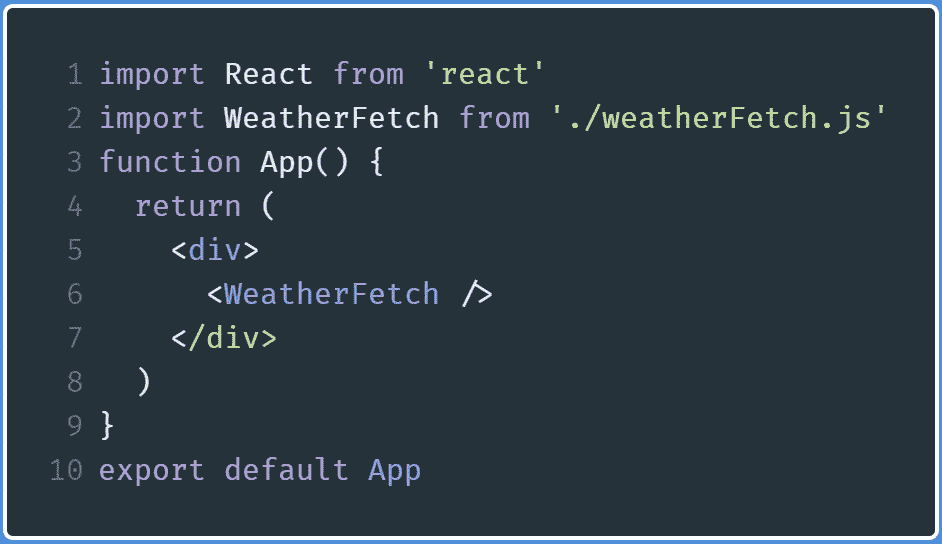 1 import React from 'react'
2 import WeatherFetch from './weatherFetch.js'
3 function App() {
4   return (
5     <div>
6       <WeatherFetch />
7     </div>
8   )
9 }
10 export default App